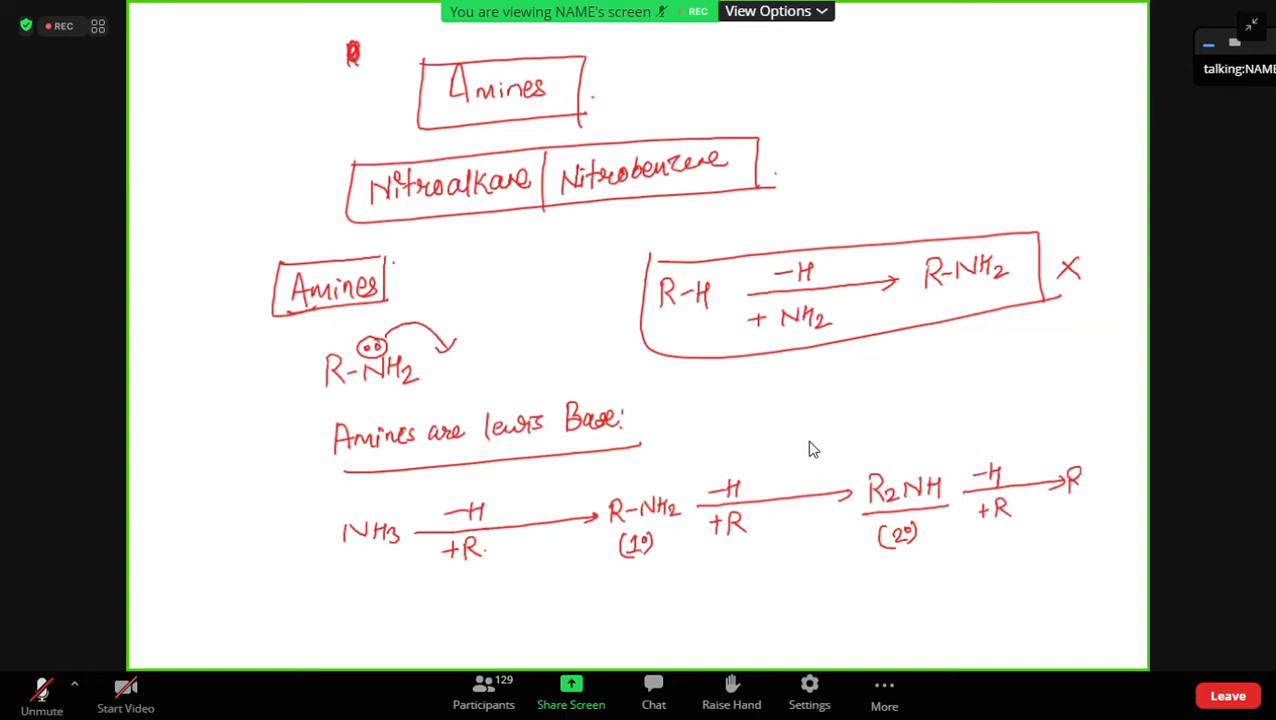 You are viewing NAME's screen REC View Options
REC
talking:NAME
Amines
Nitroalkane Nitrobenzene
Amines
R-H -H + NH2 R-NH2 X
R-NH2
Amines are lewis Base:
NH3 -H +R. R-NH2 (1°) -H +R R2NH (2°) -H +R R
Unmute
Start Video
129
Participants
Share Screen
Chat
Raise Hand
Settings
More
Leave